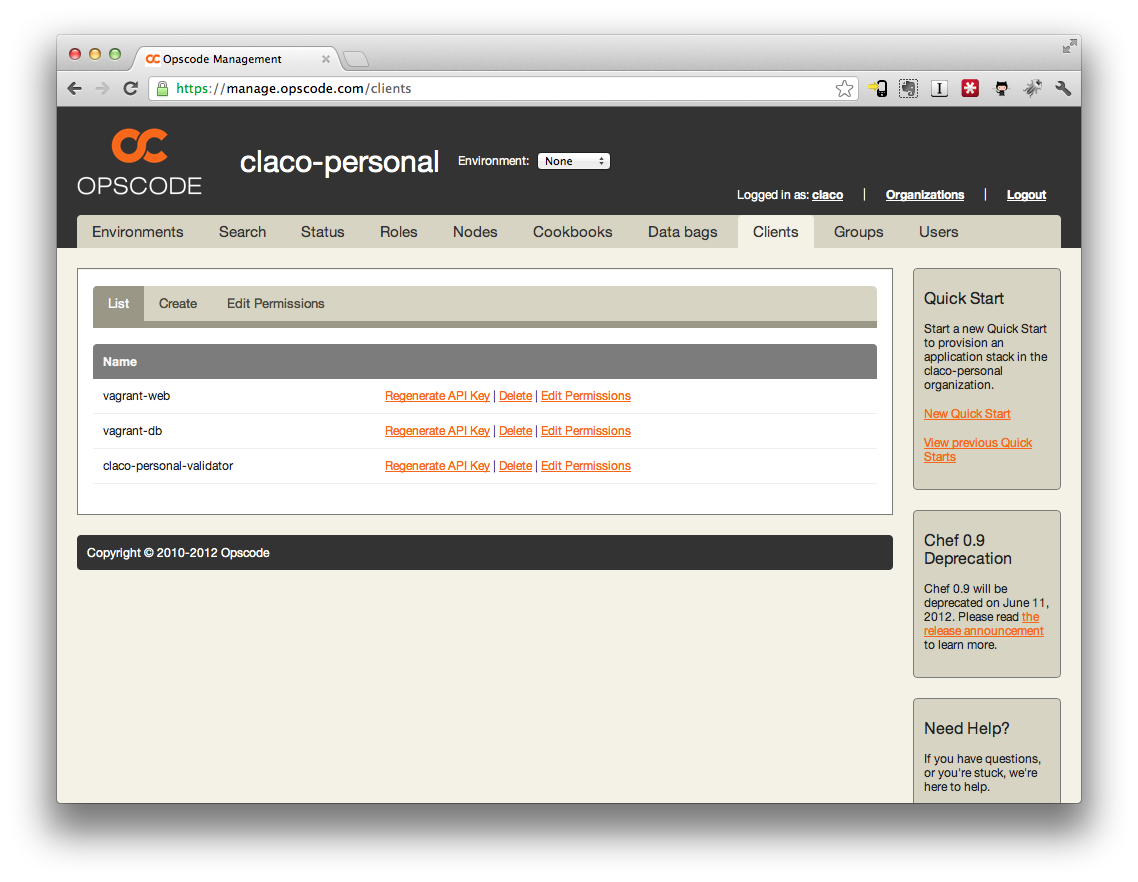 Opscode Management
https://manage.opscode.com/clients
OPSCODE
claco-personal
Environment: None
Logged in as: claco | Organizations | Logout
Environments Search Status Roles Nodes Cookbooks Data bags Clients Groups Users
List Create Edit Permissions
Name
vagrant-web Regenerate API Key | Delete | Edit Permissions
vagrant-db Regenerate API Key | Delete | Edit Permissions
claco-personal-validator Regenerate API Key | Delete | Edit Permissions
Copyright © 2010-2012 Opscode
Quick Start
Start a new Quick Start
to provision an
application stack in the
claco-personal
organization.
New Quick Start
View previous Quick
Starts
Chef 0.9
Deprecation
Chef 0.9 will be
deprecated on June 11,
2012. Please read the
release announcement
to learn more.
Need Help?
If you have questions,
or you're stuck, we're
here to help.